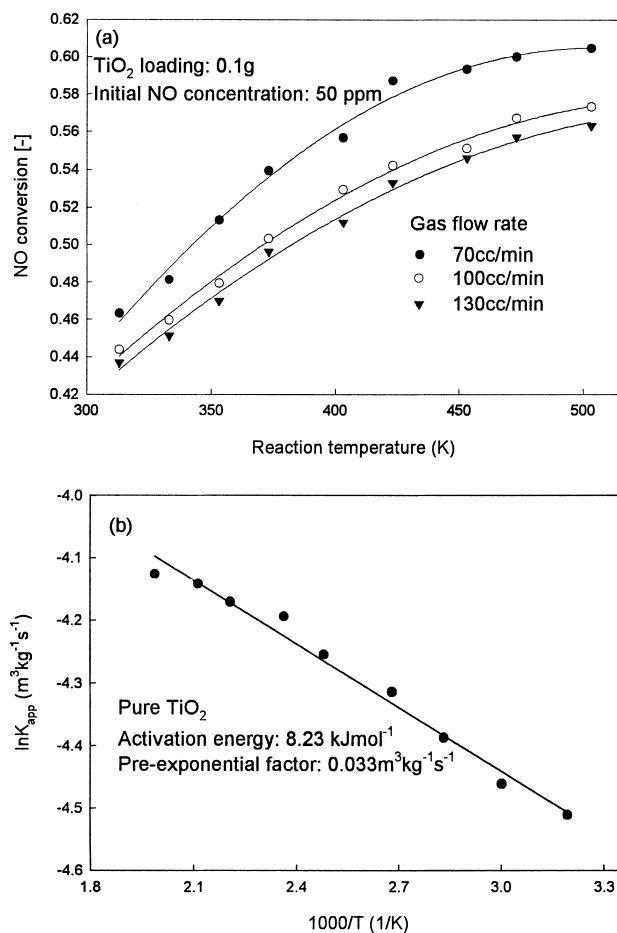 0.62
(a)
0.60
TiO2 loading: 0.1g
0.58
Initial NO concentration: 50 ppm
0.56
0.54
0.52
0.50
0.48
0.46
0.44
0.42
NO conversion [-]
Gas flow rate
70cc/min
100cc/min
130cc/min
300 350 400 450 500
Reaction temperature (K)
-4.0
(b)
-4.1
-4.2
-4.3
-4.4
-4.5
-4.6
lnKapp (m3kg-1s-1)
Pure TiO2
Activation energy: 8.23 kJmol-1
Pre-exponential factor: 0.033m3kg-1s-1
1.8 2.1 2.4 2.7 3.0 3.3
1000/T (1/K)